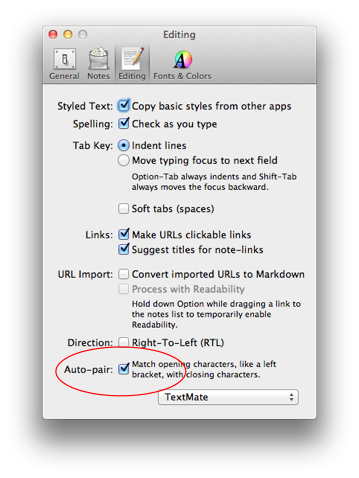 Editing
General Notes Editing Fonts & Colors
Styled Text: Copy basic styles from other apps
Spelling: Check as you type
Tab Key: Indent lines
Move typing focus to next field
Option-Tab always indents and Shift-Tab
always moves the focus backward.
Soft tabs (spaces)
Links: Make URLs clickable links
Suggest titles for note-links
URL Import: Convert imported URLs to Markdown
Process with Readability
Hold down Option while dragging a link to
the notes list to temporarily enable
Readability.
Direction: Right-To-Left (RTL)
Auto-pair: Match opening characters, like a left
bracket, with closing characters.
TextMate